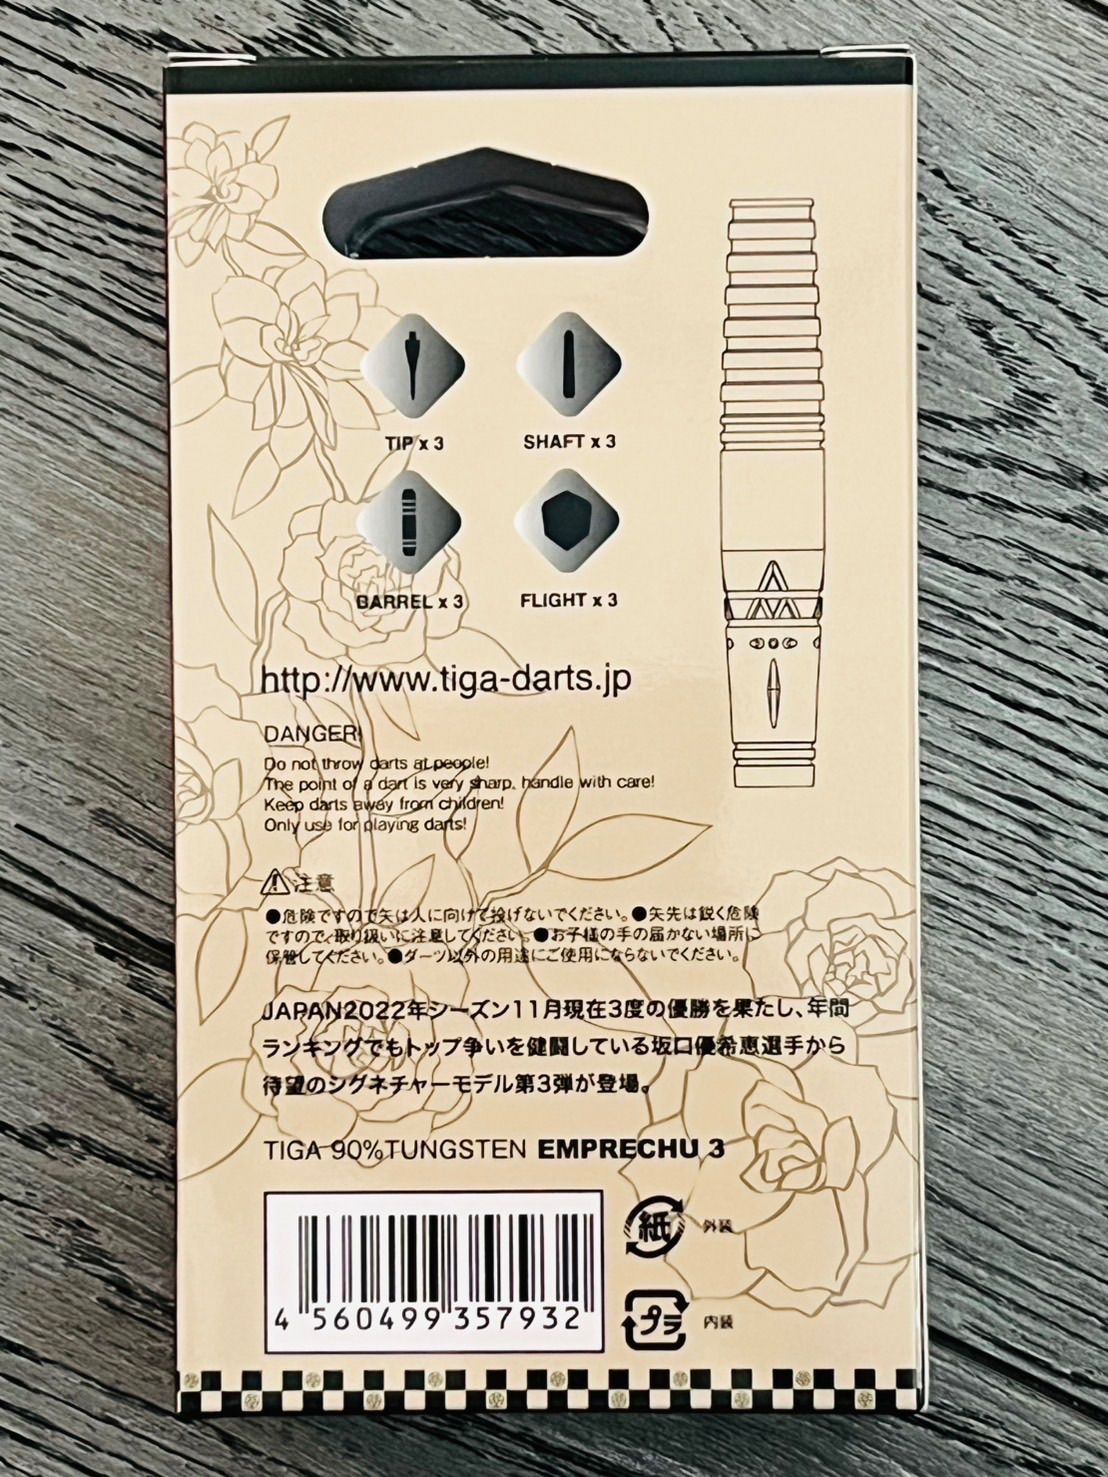 TIP x 3
SHAFT x 3
BARREL x 3
FLIGHT x 3
http://www.tiga-darts.jp
DANGER!
Do not throw darts at people!
The point of a dart is very sharp, handle with care!
Keep darts away from children!
Only use for playing darts!
注意
●危険ですので矢は人に向けて投げないでください。●矢先は鋭く危険
ですので、取り扱いに注意してください。●お子様の手の届かない場所に
保管してください。●ダーツ以外の用途にご使用にならないでください。
JAPAN2022年シーズン11月現在3度の優勝を果たし、年間
ランキングでもトップ争いを健闘している坂口優希恵選手から
待望のシグネチャーモデル第3弾が登場。
TIGA 90%TUNGSTEN EMPRECHU 3
4 560499 357932
紙 外装
プラ 内装